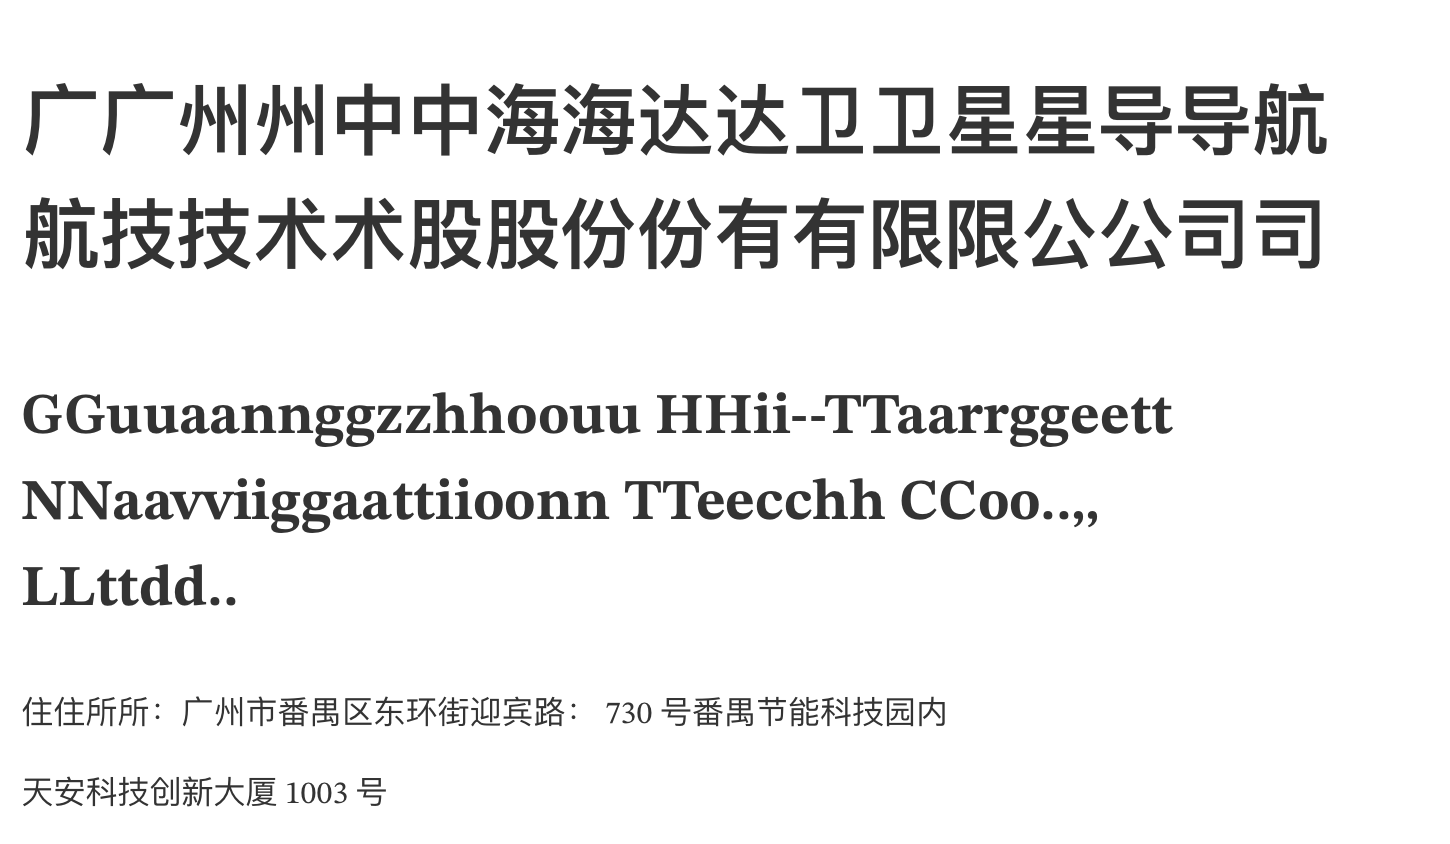 广广州州中中海海达达卫卫星星导导航
航技技术术股股份份有有限限公公司司
GGuuaannggzzhhoouu HHii--TTaarrggeett
NNaavviiggaattiioonn TTeecchh CCoo..,,
LLttdd..
住住所所：广州市番禺区东环街迎宾路： 730 号番禺节能科技园内
天安科技创新大厦 1003 号